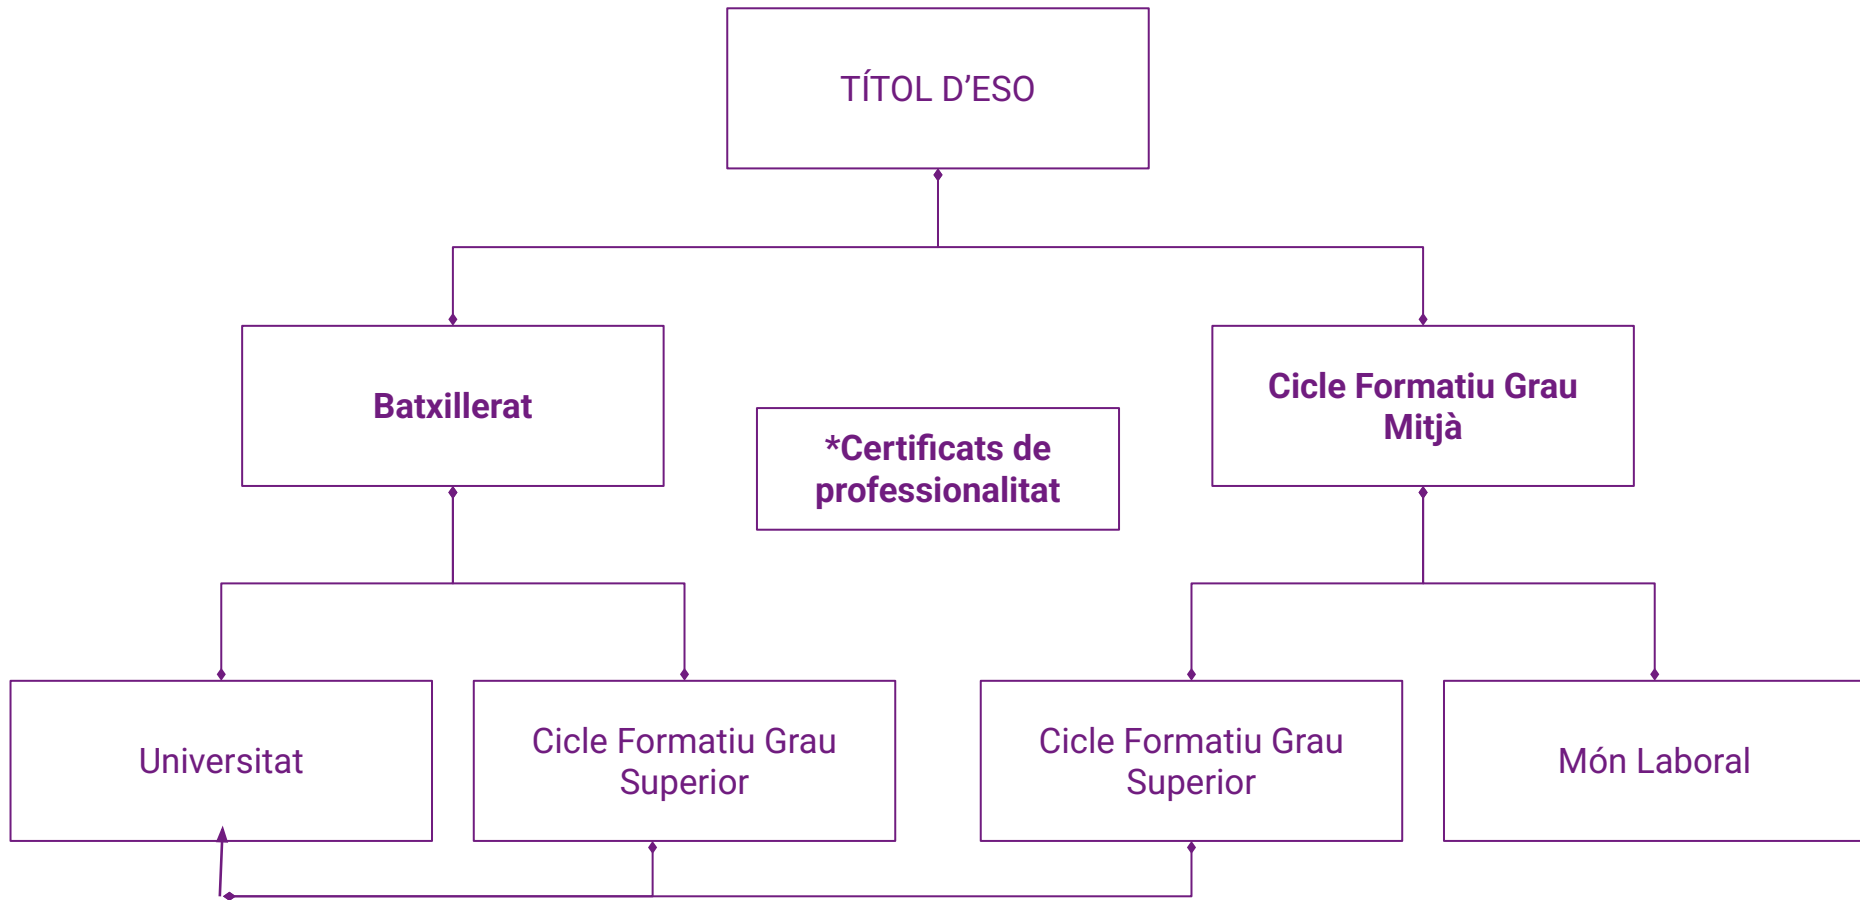 TÍTOL D’ESO
Batxillerat
Cicle Formatiu Grau
Mitjà
*Certificats de
professionalitat
Universitat
Cicle Formatiu Grau
Superior
Cicle Formatiu Grau
Superior
Món Laboral